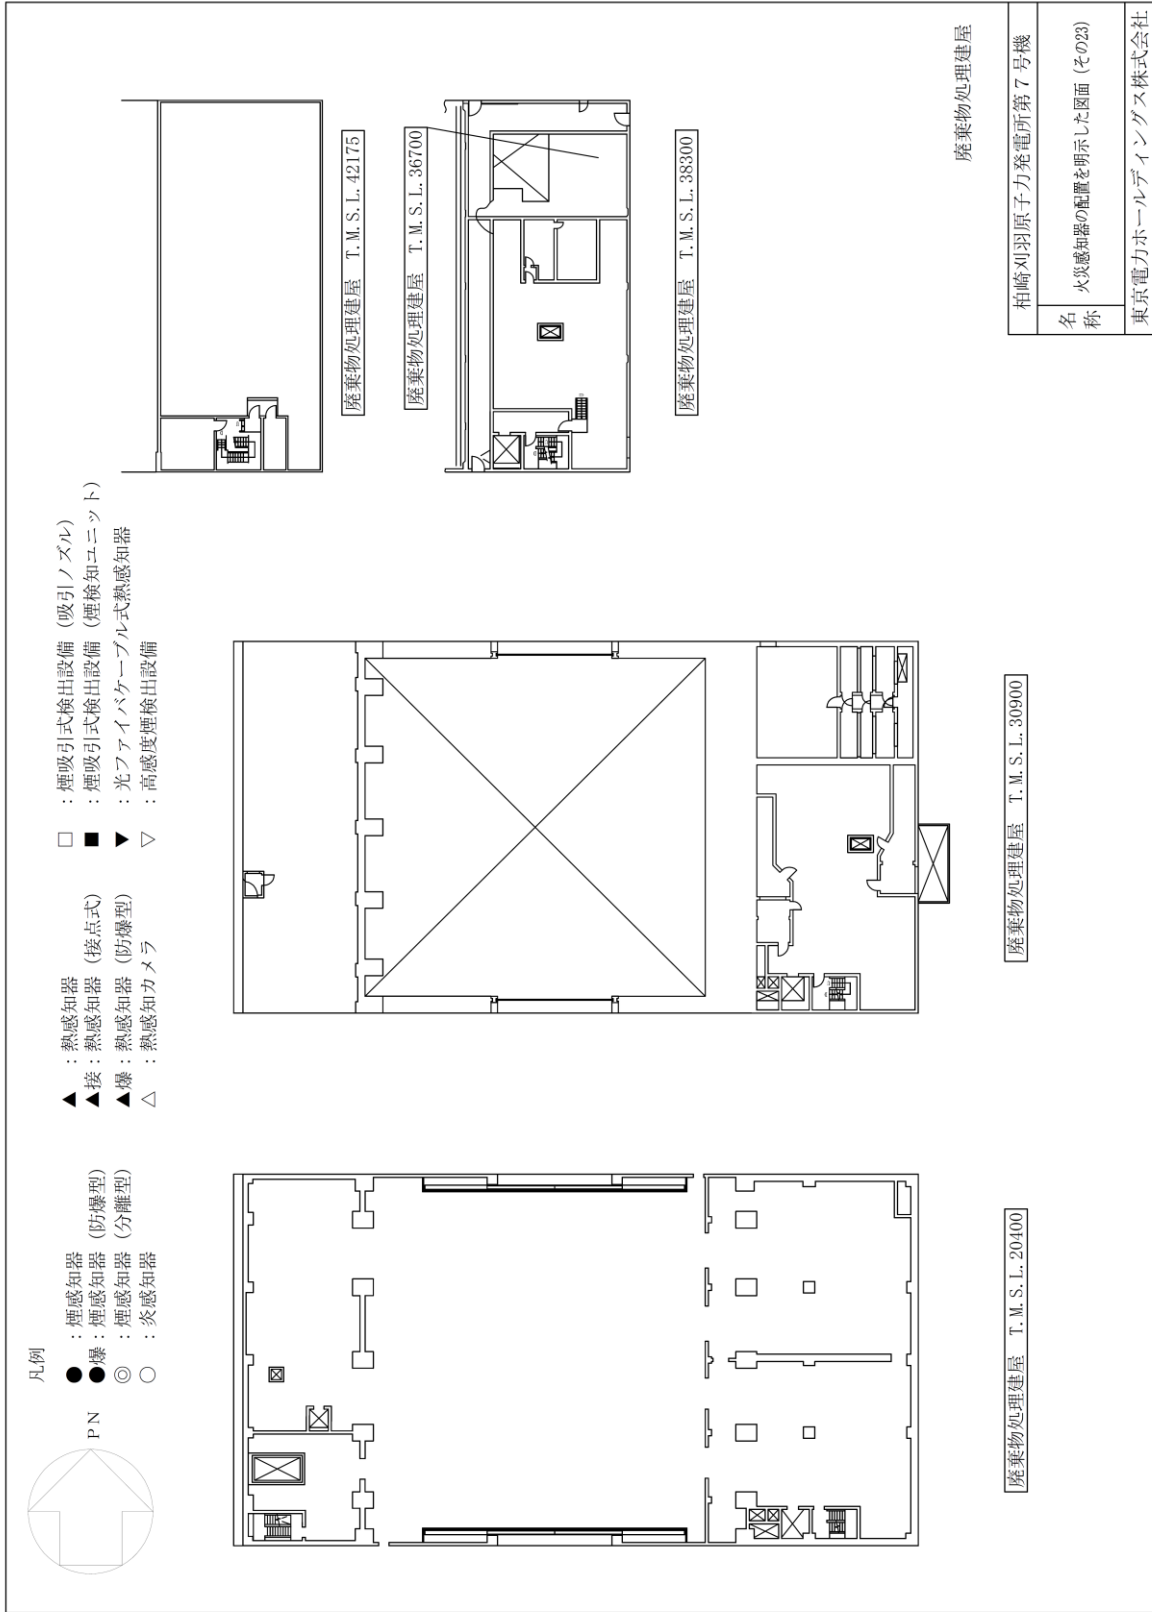 凡例
●：煙感知器
●爆：煙感知器（防爆型）
◎：煙感知器（分離型）
○：炎感知器
▲：熱感知器
▲接：熱感知器（接点式）
▲爆：熱感知器（防爆型）
△：熱感知カメラ
□：煙吸引式検出設備（吸引ノズル）
■：煙吸引式検出設備（煙検知ユニット）
▼：光ファイバケーブル式熱感知器
▽：高感度煙検出設備
PN
廃棄物処理建屋　T.M.S.L.20400
廃棄物処理建屋　T.M.S.L.30900
廃棄物処理建屋　T.M.S.L.42175
廃棄物処理建屋　T.M.S.L.36700
廃棄物処理建屋　T.M.S.L.38300
廃棄物処理建屋
柏崎刈羽原子力発電所第７号機
名称
火災感知器の配置を明示した図面（その23）
東京電力ホールディングス株式会社